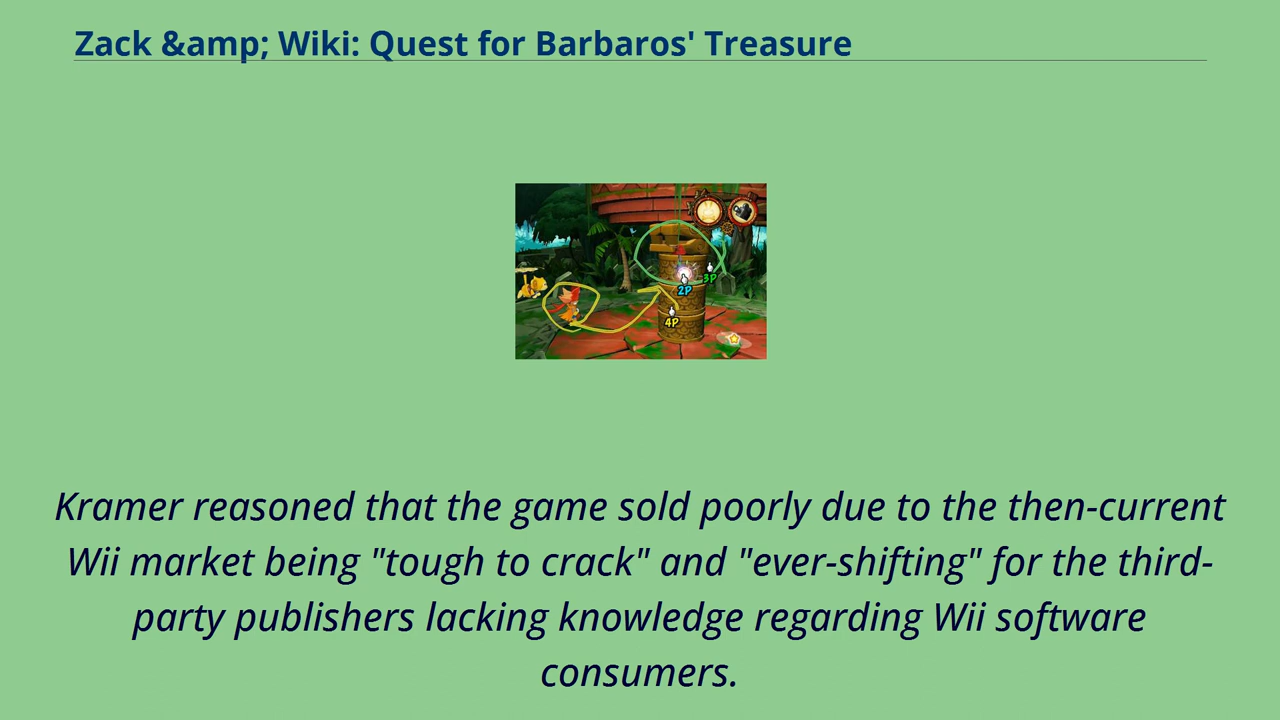 Zack &amp; Wiki: Quest for Barbaros' Treasure
2P
3P
4P
Kramer reasoned that the game sold poorly due to the then-current
Wii market being "tough to crack" and "ever-shifting" for the third-
party publishers lacking knowledge regarding Wii software
consumers.